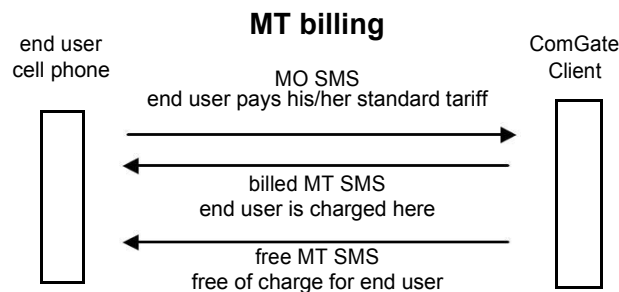 MT billing
end user
cell phone
ComGate
Client
MO SMS
end user pays his/her standard tariff
billed MT SMS
end user is charged here
free MT SMS
free of charge for end user